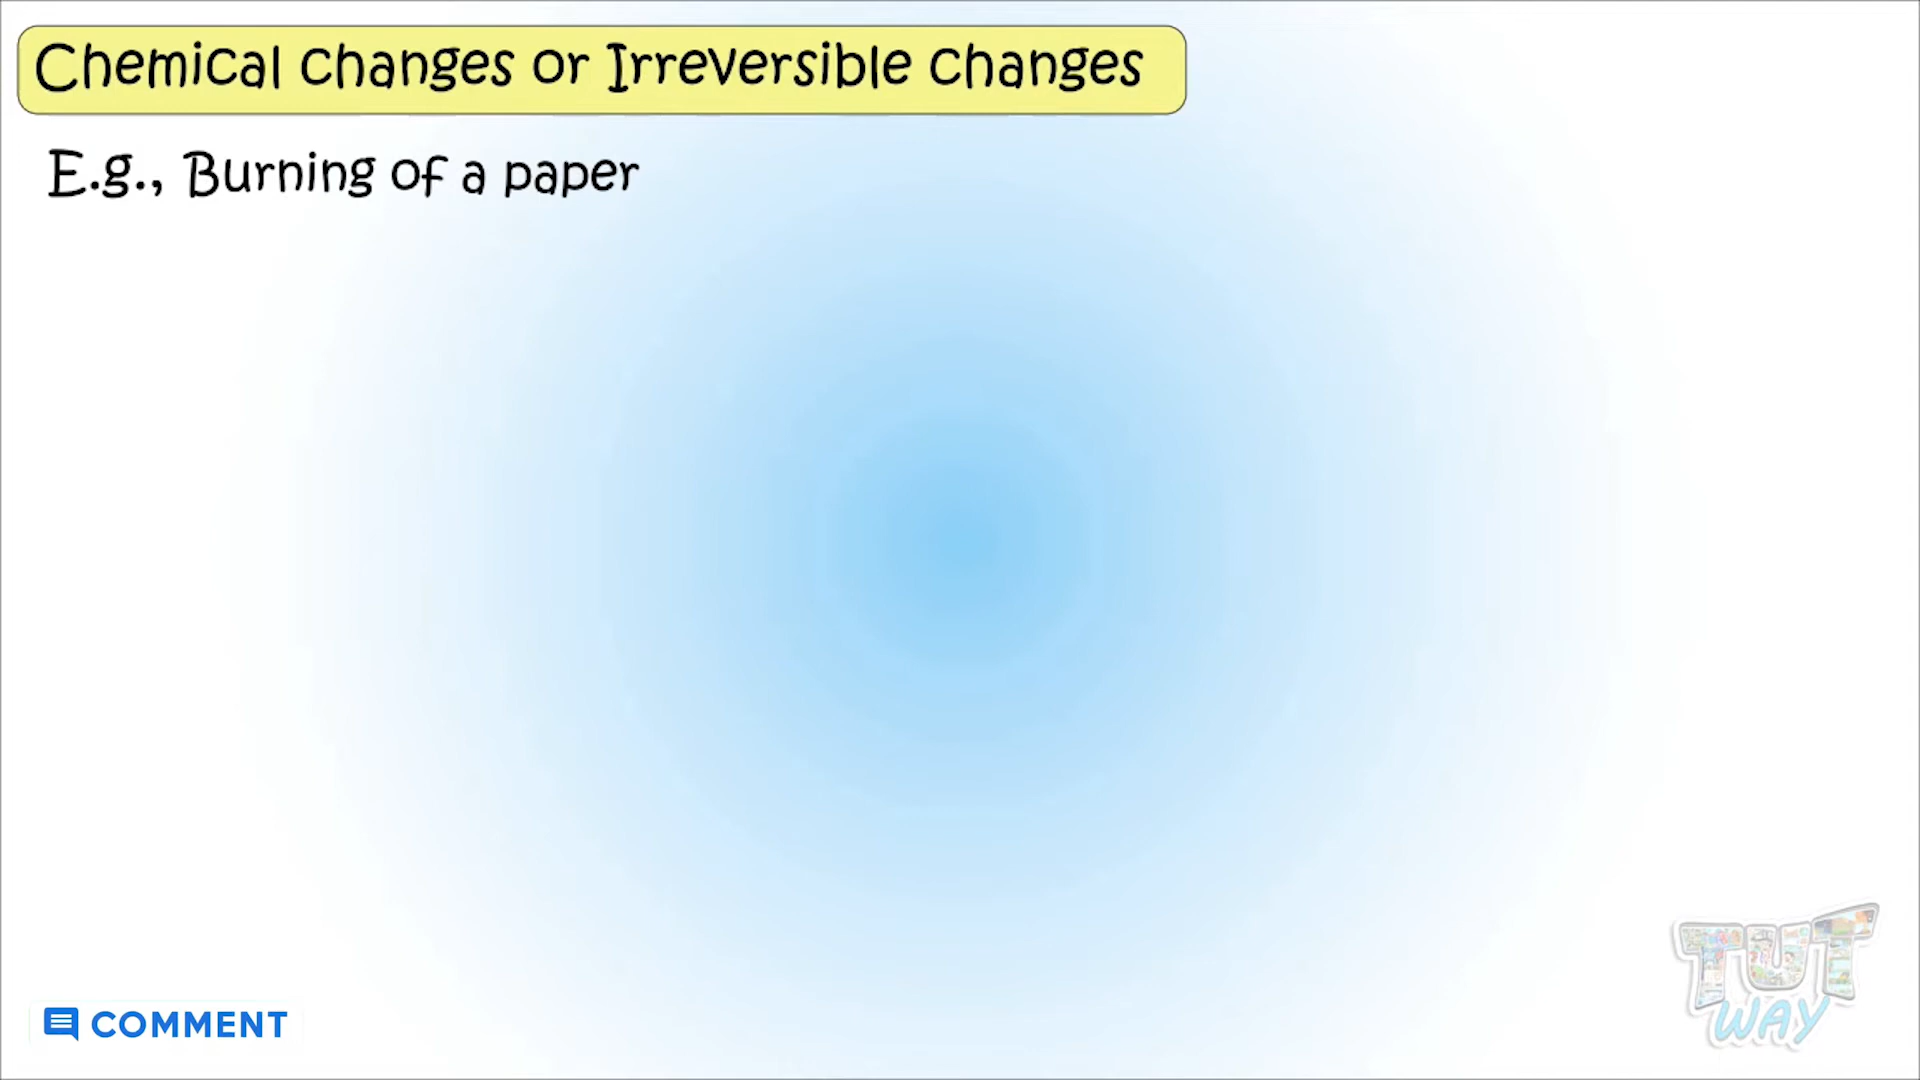 Chemical changes or Irreversible changes
E.g., Burning of a paper
COMMENT
TUT
WAY